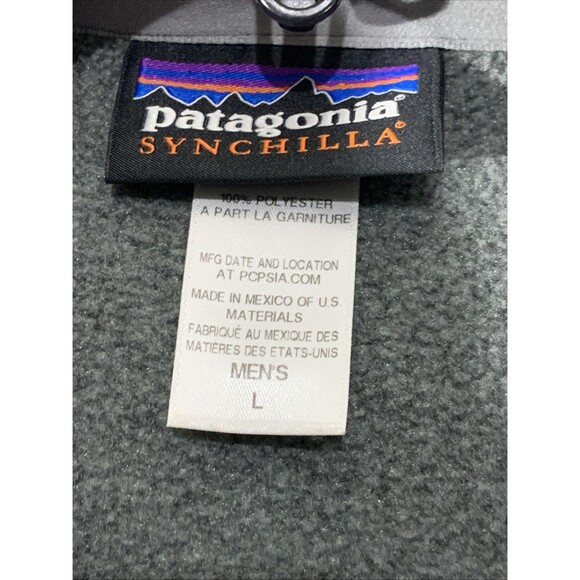 patagonia®
SYNCHILLA®
100% POLYESTER
A PART LA GARNITURE
MFG DATE AND LOCATION
AT PCPSIA.COM
MADE IN MEXICO OF U.S.
MATERIALS
FABRIQUÉ AU MEXIQUE DES
MATIÈRES DES ETATS-UNIS
MEN'S
L